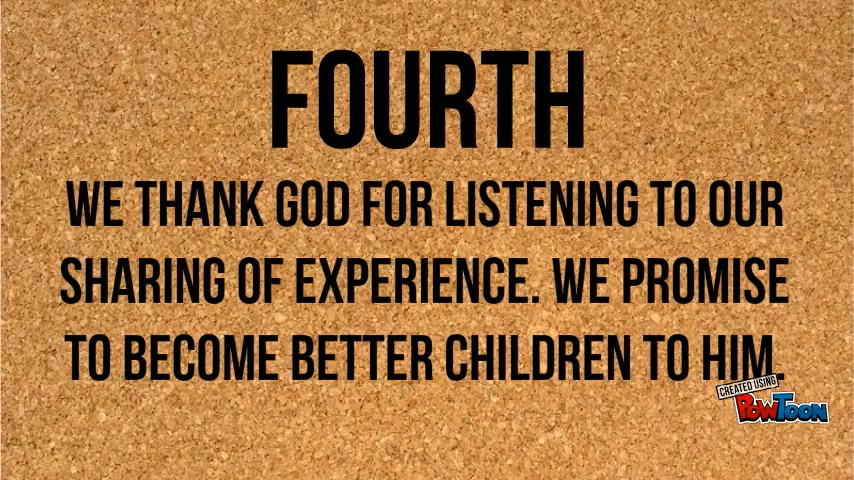 FOURTH
WE THANK GOD FOR LISTENING TO OUR
SHARING OF EXPERIENCE. WE PROMISE
TO BECOME BETTER CHILDREN TO HIM.
CREATED USING
POWTOON